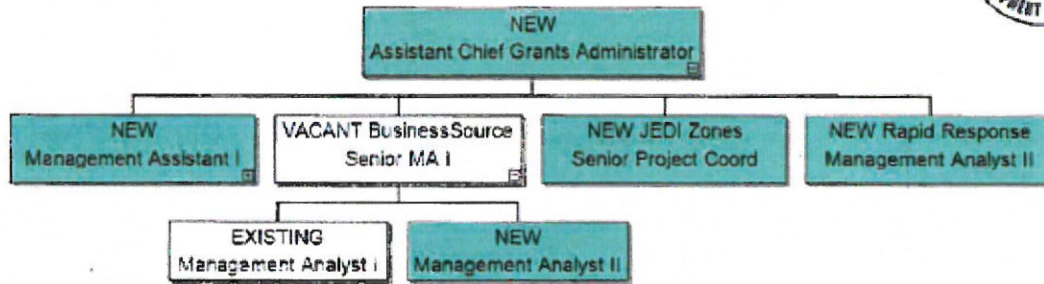 NEW
Assistant Chief Grants Administrator
NEW
Management Assistant I
VACANT BusinessSource
Senior MA I
NEW JEDI Zones
Senior Project Coord
NEW Rapid Response
Management Analyst II
EXISTING
Management Analyst I
NEW
Management Analyst II